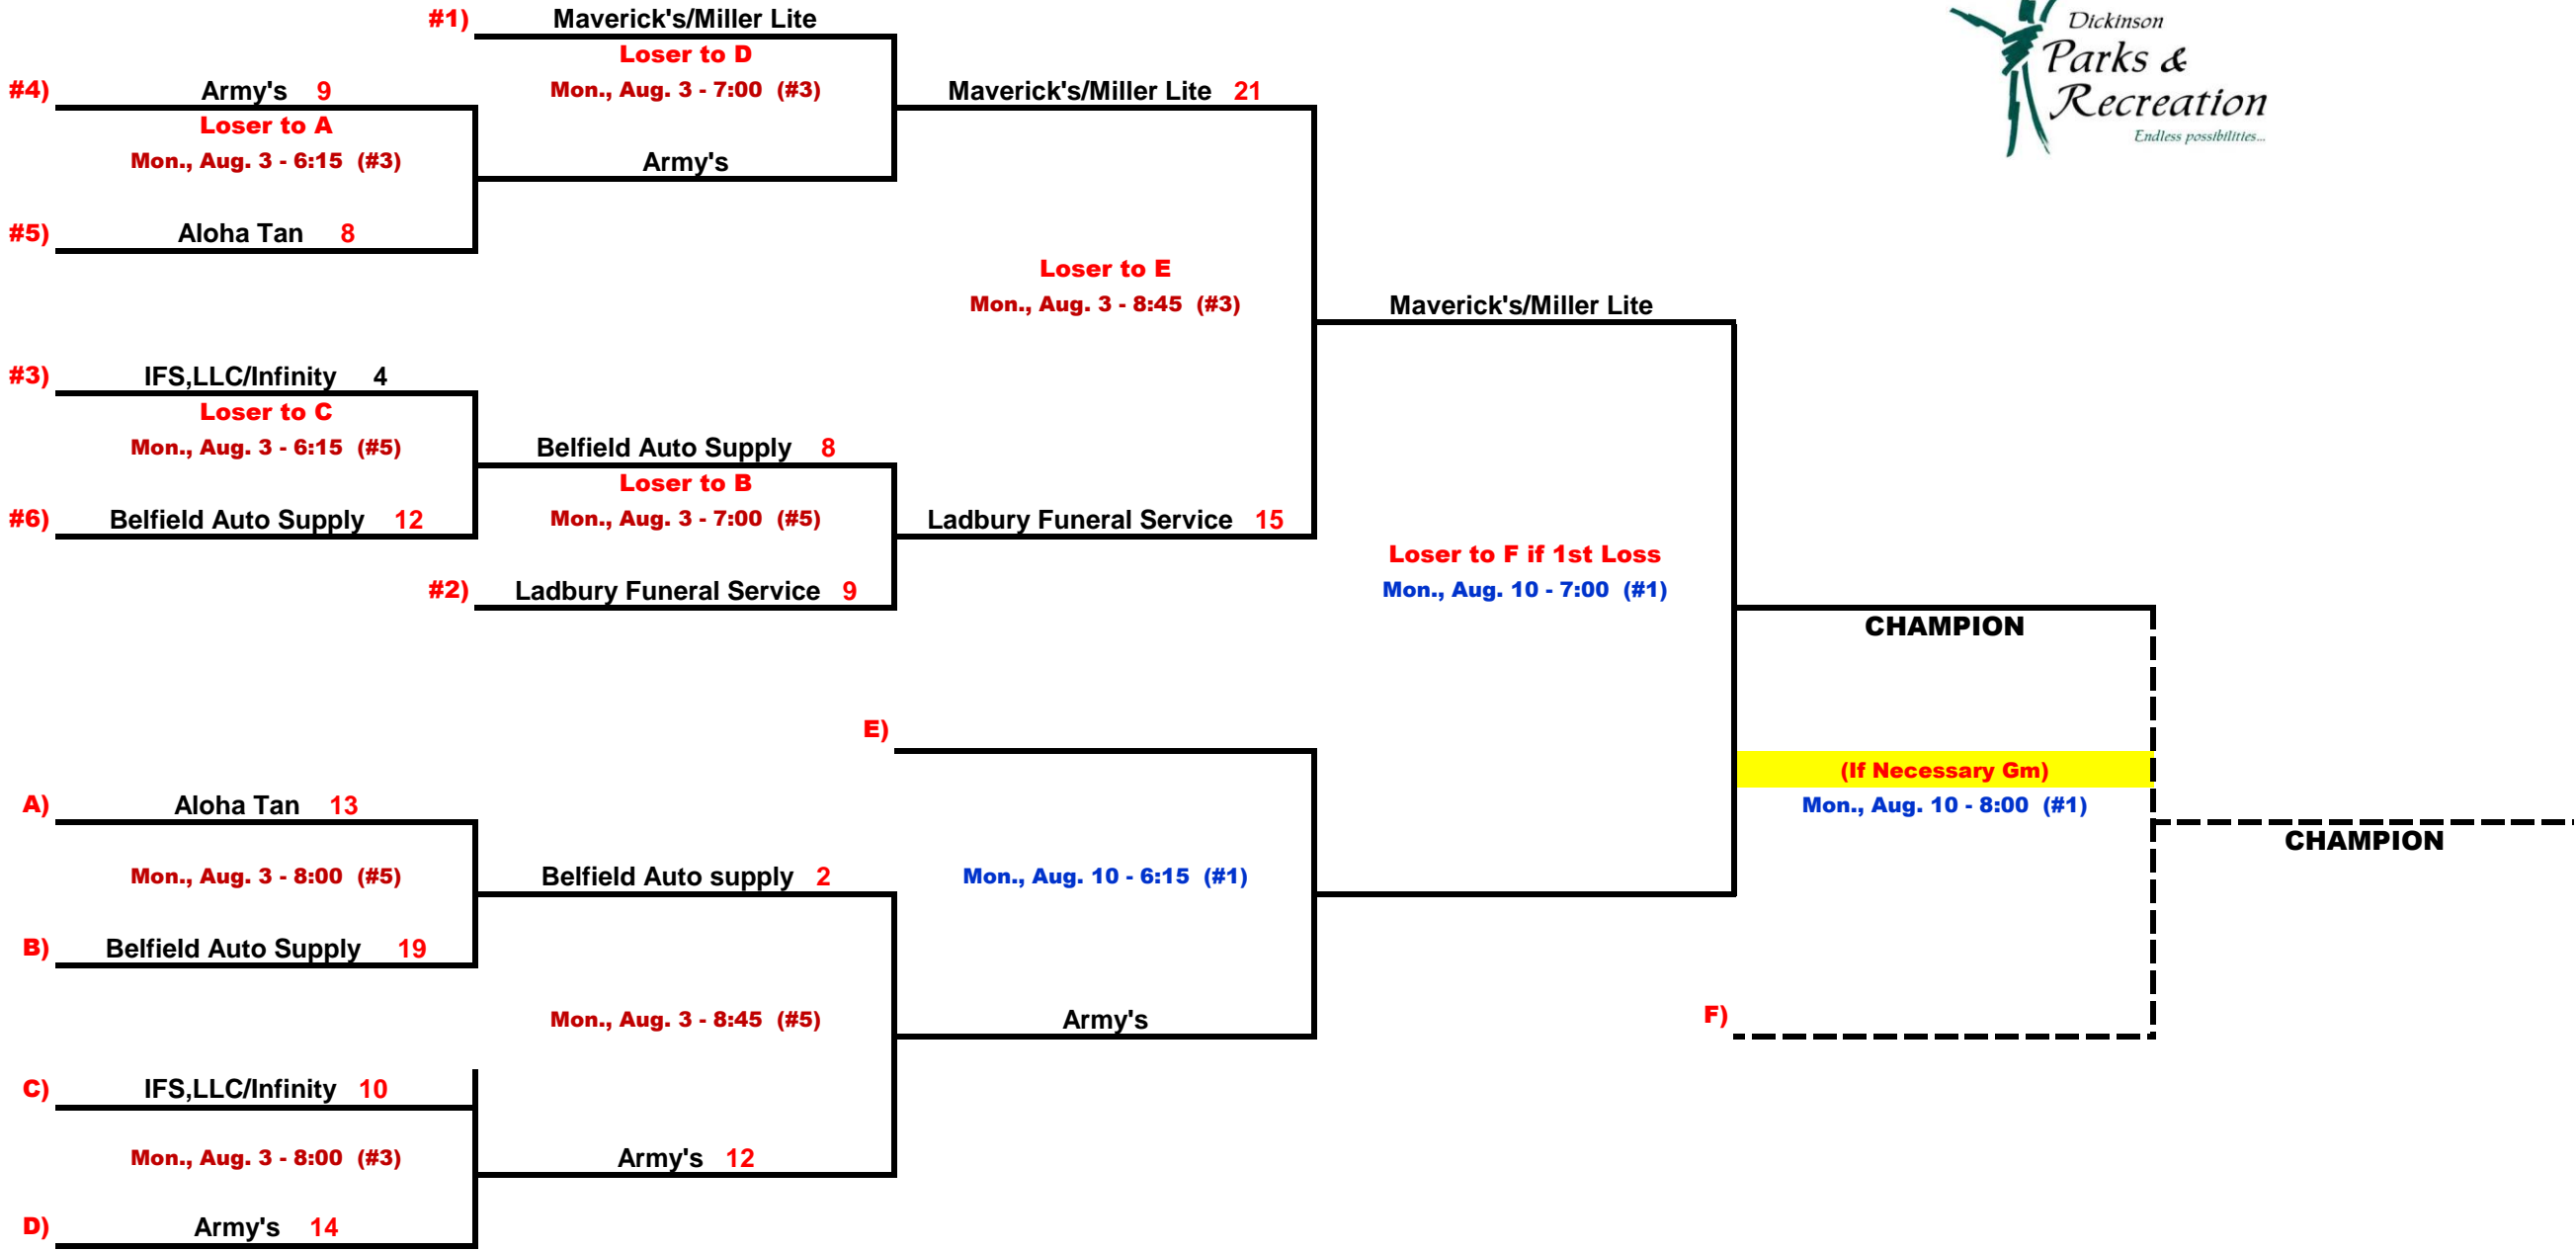 #1) Maverick's/Miller Lite
Loser to D
Mon., Aug. 3 - 7:00 (#3)
Dickinson
Parks &
Recreation
Endless possibilities...
#4) Army's 9
Loser to A
Mon., Aug. 3 - 6:15 (#3)
Army's
#5) Aloha Tan 8
Maverick's/Miller Lite 21
Loser to E
Mon., Aug. 3 - 8:45 (#3)
Maverick's/Miller Lite
#3) IFS,LLC/Infinity 4
Loser to C
Mon., Aug. 3 - 6:15 (#5)
#6) Belfield Auto Supply 12
Belfield Auto Supply 8
Loser to B
Mon., Aug. 3 - 7:00 (#5)
#2) Ladbury Funeral Service 9
Ladbury Funeral Service 15
Loser to F if 1st Loss
Mon., Aug. 10 - 7:00 (#1)
CHAMPION
E)
(If Necessary Gm)
Mon., Aug. 10 - 8:00 (#1)
CHAMPION
A) Aloha Tan 13
Mon., Aug. 3 - 8:00 (#5)
B) Belfield Auto Supply 19
Belfield Auto supply 2
Mon., Aug. 10 - 6:15 (#1)
Mon., Aug. 3 - 8:45 (#5)
Army's
F)
C) IFS,LLC/Infinity 10
Mon., Aug. 3 - 8:00 (#3)
Army's 12
D) Army's 14